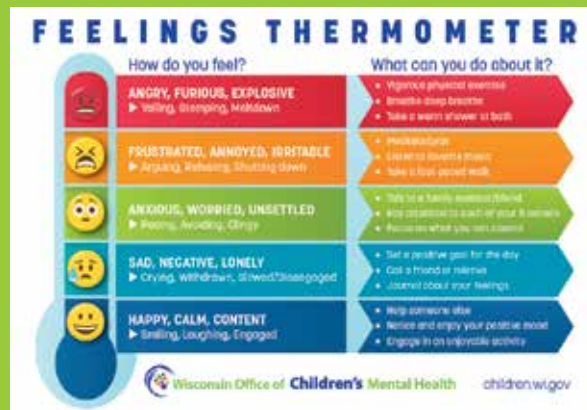 FEELINGS THERMOMETER
How do you feel?
What can you do about it?
ANGRY, FURIOUS, EXPLOSIVE
▶ Yelling, Stomping, Meltdown
• Vigorous physical exercise
• Breathe deep breathe
• Take a warm shower or bath
FRUSTRATED, ANNOYED, IRRITABLE
▶ Arguing, Refusing, Shutting down
• Listen to favorite music
• Take a fast-paced walk
ANXIOUS, WORRIED, UNSETTLED
▶ Pacing, Avoiding, Clingy
• Talk to a family member/friend
• Pay attention to each of your 5 senses
• Focus on what you can control
SAD, NEGATIVE, LONELY
▶ Crying, Withdrawn, Slowed/Disengaged
• Set a positive goal for the day
• Call a friend or relative
• Journal about your feelings
HAPPY, CALM, CONTENT
▶ Smiling, Laughing, Engaged
• Help someone else
• Notice and enjoy your positive mood
• Engage in an enjoyable activity
Wisconsin Office of Children's Mental Health
children.wi.gov